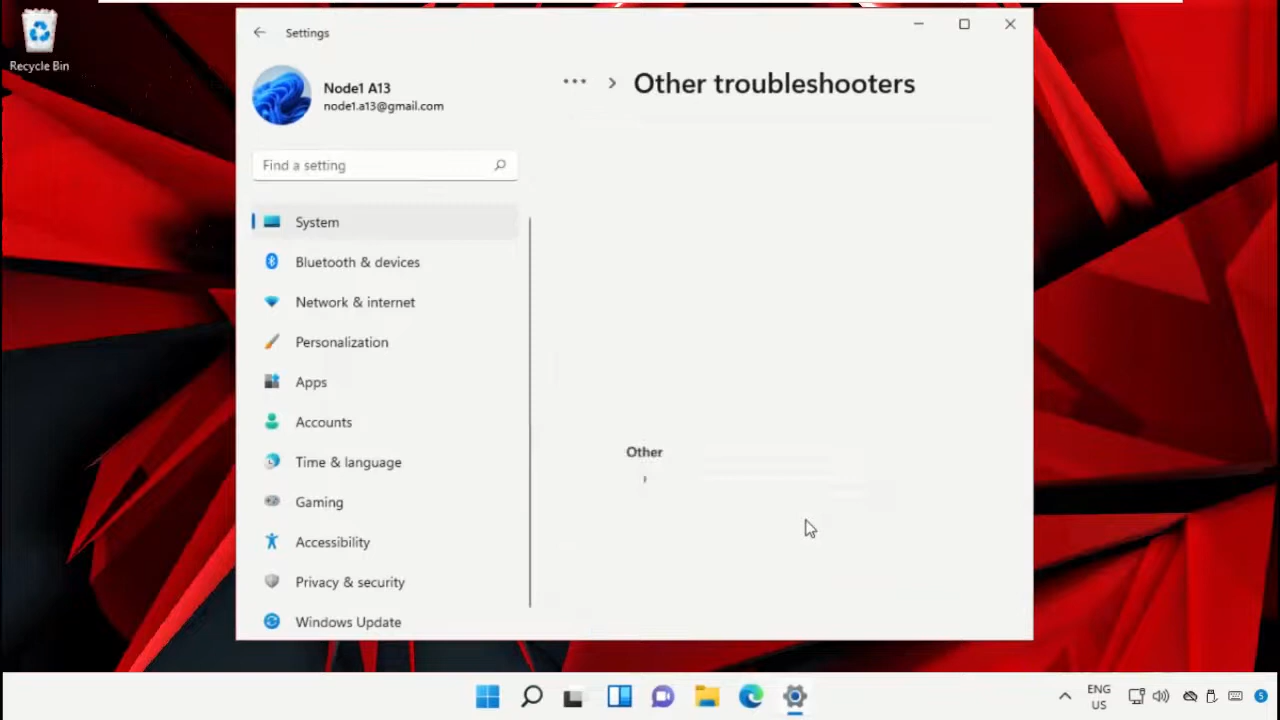 Recycle Bin
Settings
Node1 A13
node1.a13@gmail.com
Find a setting
System
Bluetooth & devices
Network & internet
Personalization
Apps
Accounts
Time & language
Gaming
Accessibility
Privacy & security
Windows Update
... > Other troubleshooters
Other
ENG
US
5